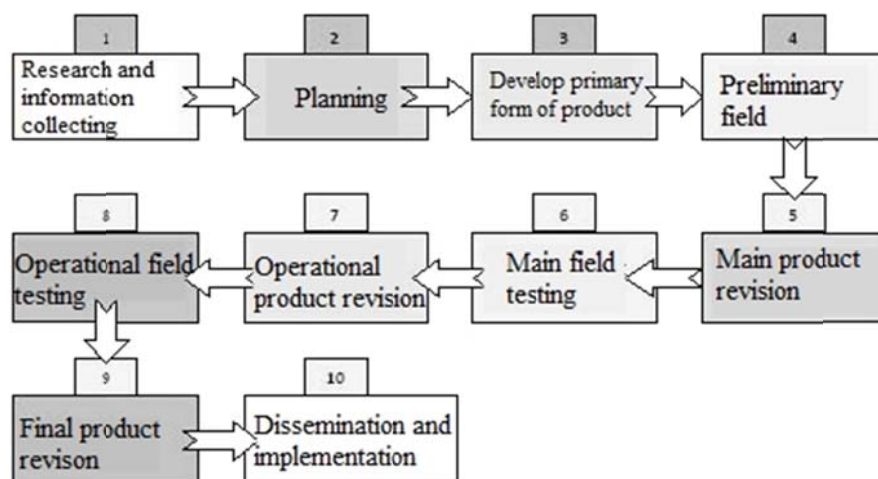 1
Research and
information
collecting
2
Planning
3
Develop primary
form of product
4
Preliminary
field
5
Main product
revision
6
Main field
testing
7
Operational
product revision
8
Operational field
testing
9
Final product
revison
10
Dissemination and
implementation